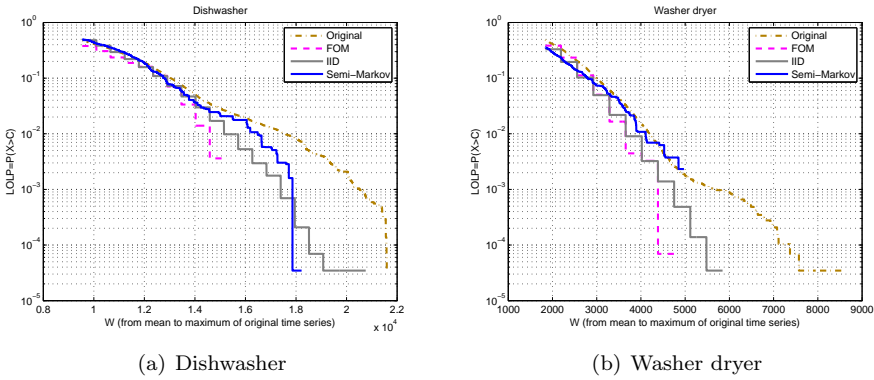 Dishwasher
10^0
10^-1
10^-2
10^-3
10^-4
10^-5
LOLP=P(X>C)
Original
FOM
IID
Semi−Markov
0.8 1 1.2 1.4 1.6 1.8 2 2.2
x 10^4
W (from mean to maximum of original time series)
(a) Dishwasher
Washer dryer
10^0
10^-1
10^-2
10^-3
10^-4
10^-5
LOLP=P(X>C)
Original
FOM
IID
Semi−Markov
1000 2000 3000 4000 5000 6000 7000 8000 9000
W (from mean to maximum of original time series)
(b) Washer dryer